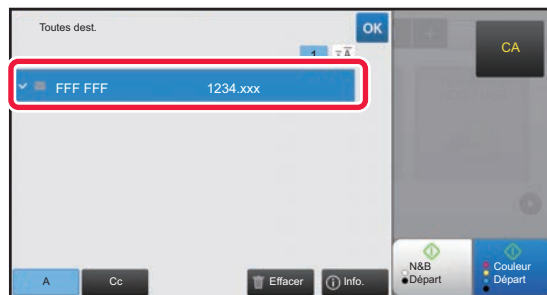 Toutes dest.
OK
CA
1
FFF FFF 1234.xxx
A
Cc
Effacer
Info.
N&B
Départ
Couleur
Départ